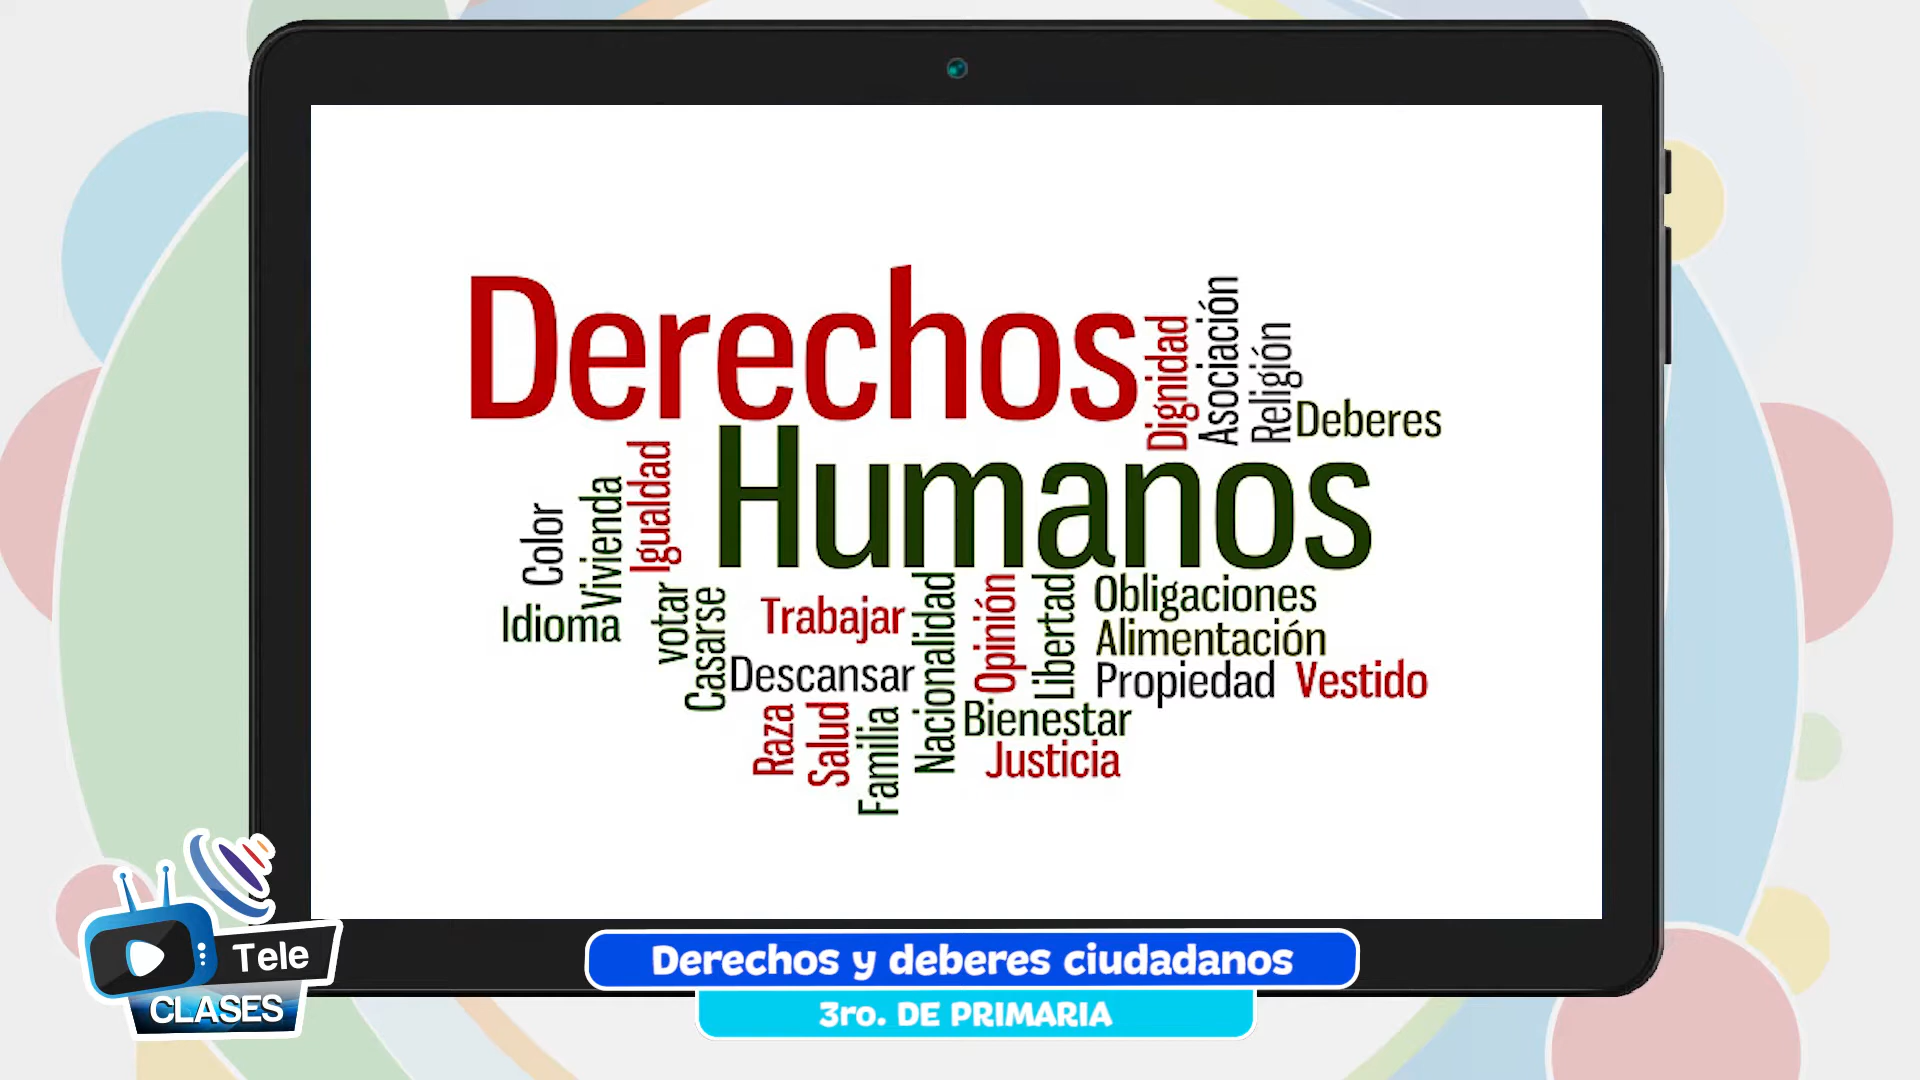 Derechos
Humanos
Dignidad
Asociación
Religión
Deberes
Color
Vivienda
Igualdad
Idioma
votar
Casarse
Trabajar
Descansar
Nacionalidad
Opinión
Libertad
Obligaciones
Alimentación
Propiedad
Vestido
Raza
Salud
Familia
Bienestar
Justicia
Tele
CLASES
Derechos y deberes ciudadanos
3ro. DE PRIMARIA